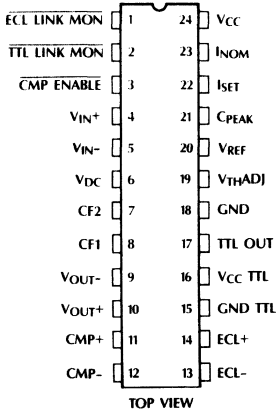 ECL LINK MON 1 24 VCC
TTL LINK MON 2 23 INOM
CMP ENABLE 3 22 ISET
VIN+ 4 21 CPEAK
VIN- 5 20 VREF
VDC 6 19 VTHADJ
CF2 7 18 GND
CF1 8 17 TTL OUT
VOUT- 9 16 VCC TTL
VOUT+ 10 15 GND TTL
CMP+ 11 14 ECL+
CMP- 12 13 ECL-
TOP VIEW